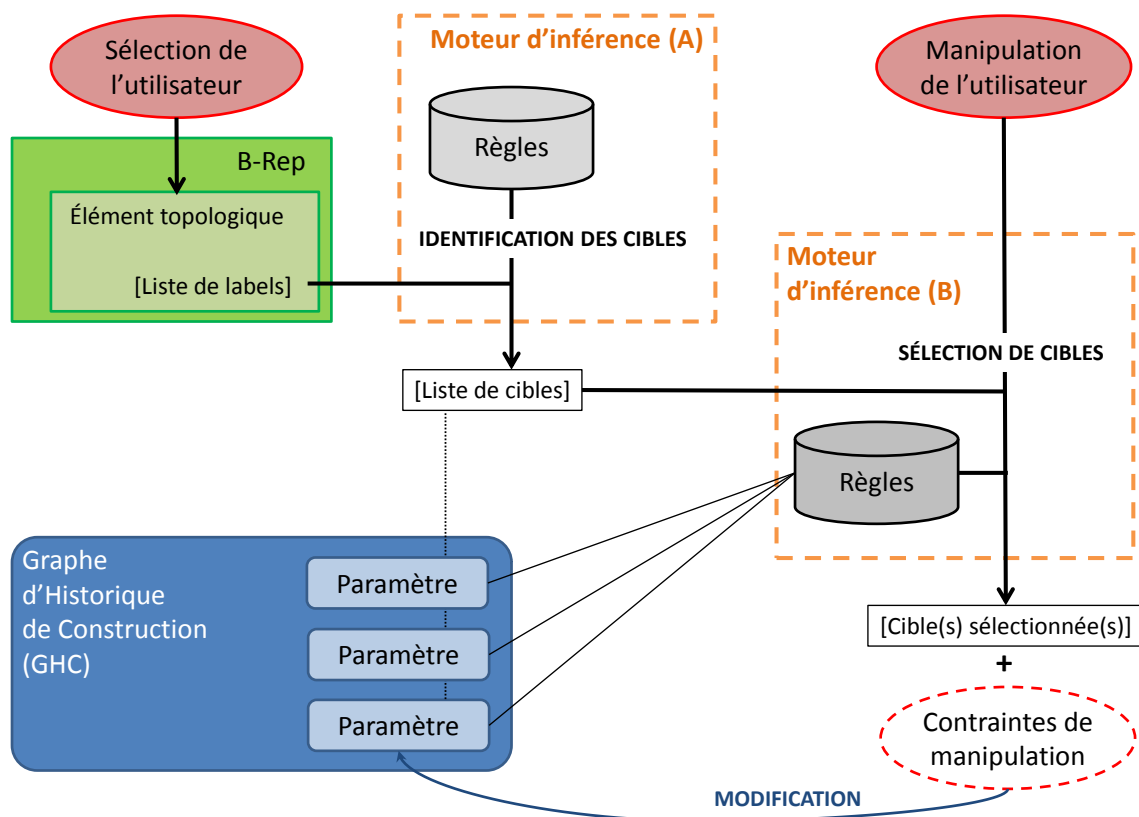 Sélection de
l’utilisateur
B-Rep
Élément topologique
[Liste de labels]
Moteur d’inférence (A)
Règles
IDENTIFICATION DES CIBLES
[Liste de cibles]
Manipulation
de l’utilisateur
Moteur
d’inférence (B)
SÉLECTION DE CIBLES
Règles
Graphe
d’Historique
de Construction
(GHC)
Paramètre
Paramètre
Paramètre
[Cible(s) sélectionnée(s)]
+
Contraintes de
manipulation
MODIFICATION